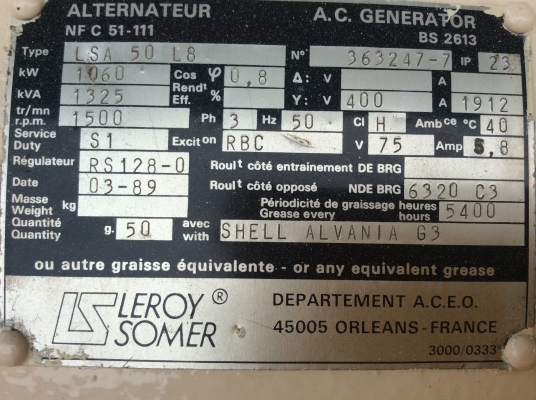 ALTERNATEUR A.C. GENERATOR
NF C 51-111 BS 2613
Type LSA 50 L8 N° 363247-7 IP 23
kW 1060 Cos φ 0,8 Δ: V A
kVA 1325 Rendt Eff. % Y: V 400 A 1912
tr/mn r.p.m. 1500 Ph 3 Hz 50 Cl H Ambce °C 40
Service Duty S1 Exciton RBC V 75 Amp 5,8
Régulateur RS128-0 Roult côté entrainement DE BRG
Date 03-89 Roult côté opposé NDE BRG 6320 C3
Masse Weight kg Périodicité de graissage heures Grease every hours 5400
Quantité Quantity g. 50 avec with SHELL ALVANIA G3
ou autre graisse équivalente - or any equivalent grease
LS LEROY ® SOMER
DEPARTEMENT A.C.E.O.
45005 ORLEANS-FRANCE
3000/0333